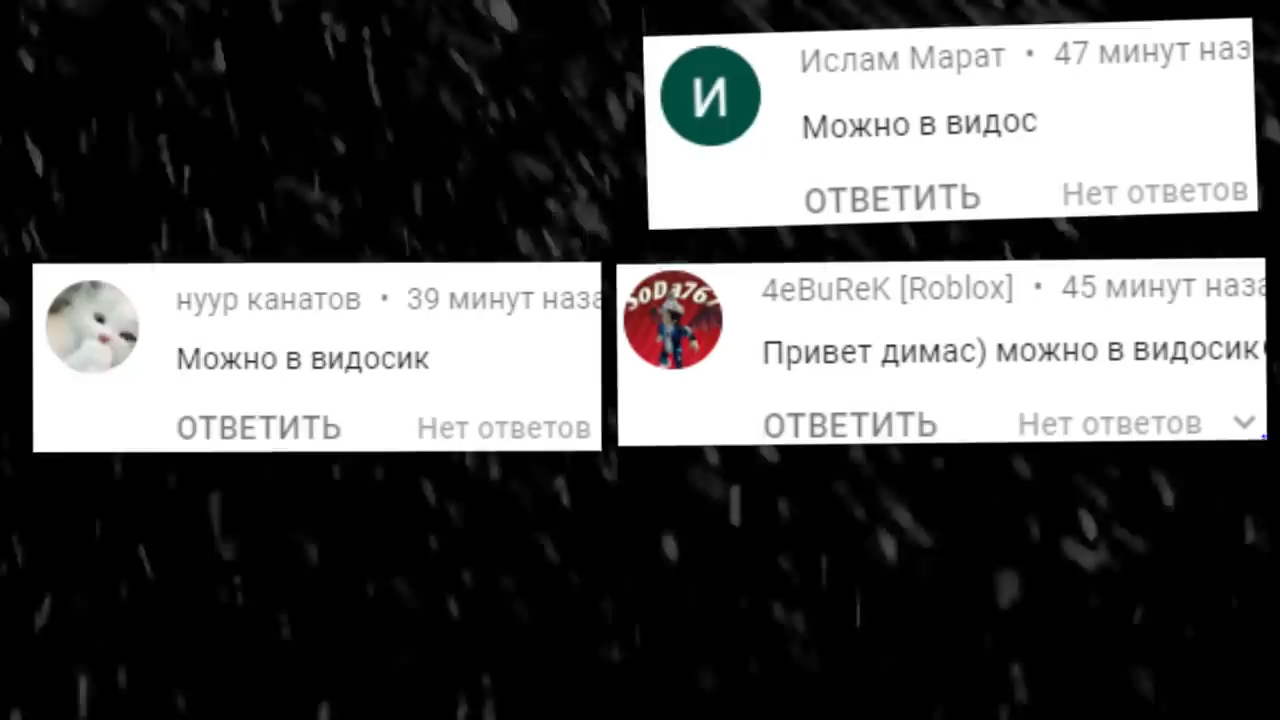 Ислам Марат • 47 минут наз
И
Можно в видос
ОТВЕТИТЬ Нет ответов
нуур канатов • 39 минут наза
Можно в видосик
ОТВЕТИТЬ Нет ответов
SoDa767
4eBuReK [Roblox] • 45 минут наза
Привет димас) можно в видосик
ОТВЕТИТЬ Нет ответов